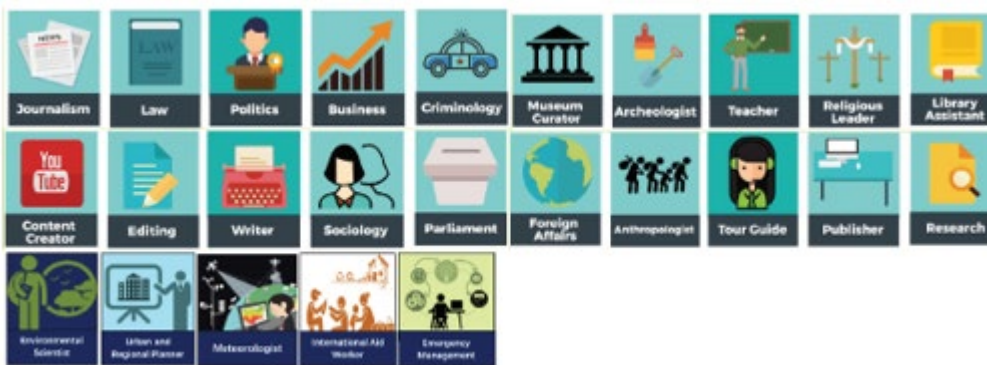 NEWS
LAW
Journalism
Law
Politics
Business
Criminology
Museum
Curator
Archeologist
Teacher
Religious
Leader
Library
Assistant
You
Tube
Content
Creator
Editing
Writer
Sociology
Parliament
Foreign
Affairs
Anthropologist
Tour Guide
Publisher
Research
Environmental
Scientist
Urban and
Regional Planner
Meteorologist
International Aid
Worker
Emergency
Management